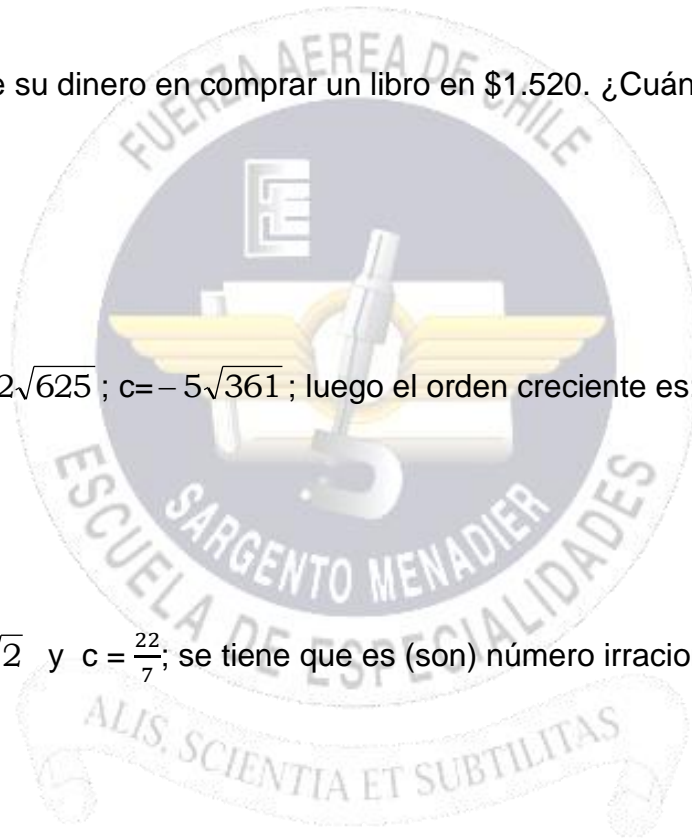 e su dinero en comprar un libro en $1.520. ¿Cuán
FUERZA AEREA DE CHILE
2√625 ; c=– 5√361 ; luego el orden creciente es
√2 y c = 22/7; se tiene que es (son) número irracio
SARGENTO MENADIER
ESCUELA DE ESPECIALIDADES
ALIS, SCIENTIA ET SUBTILITAS